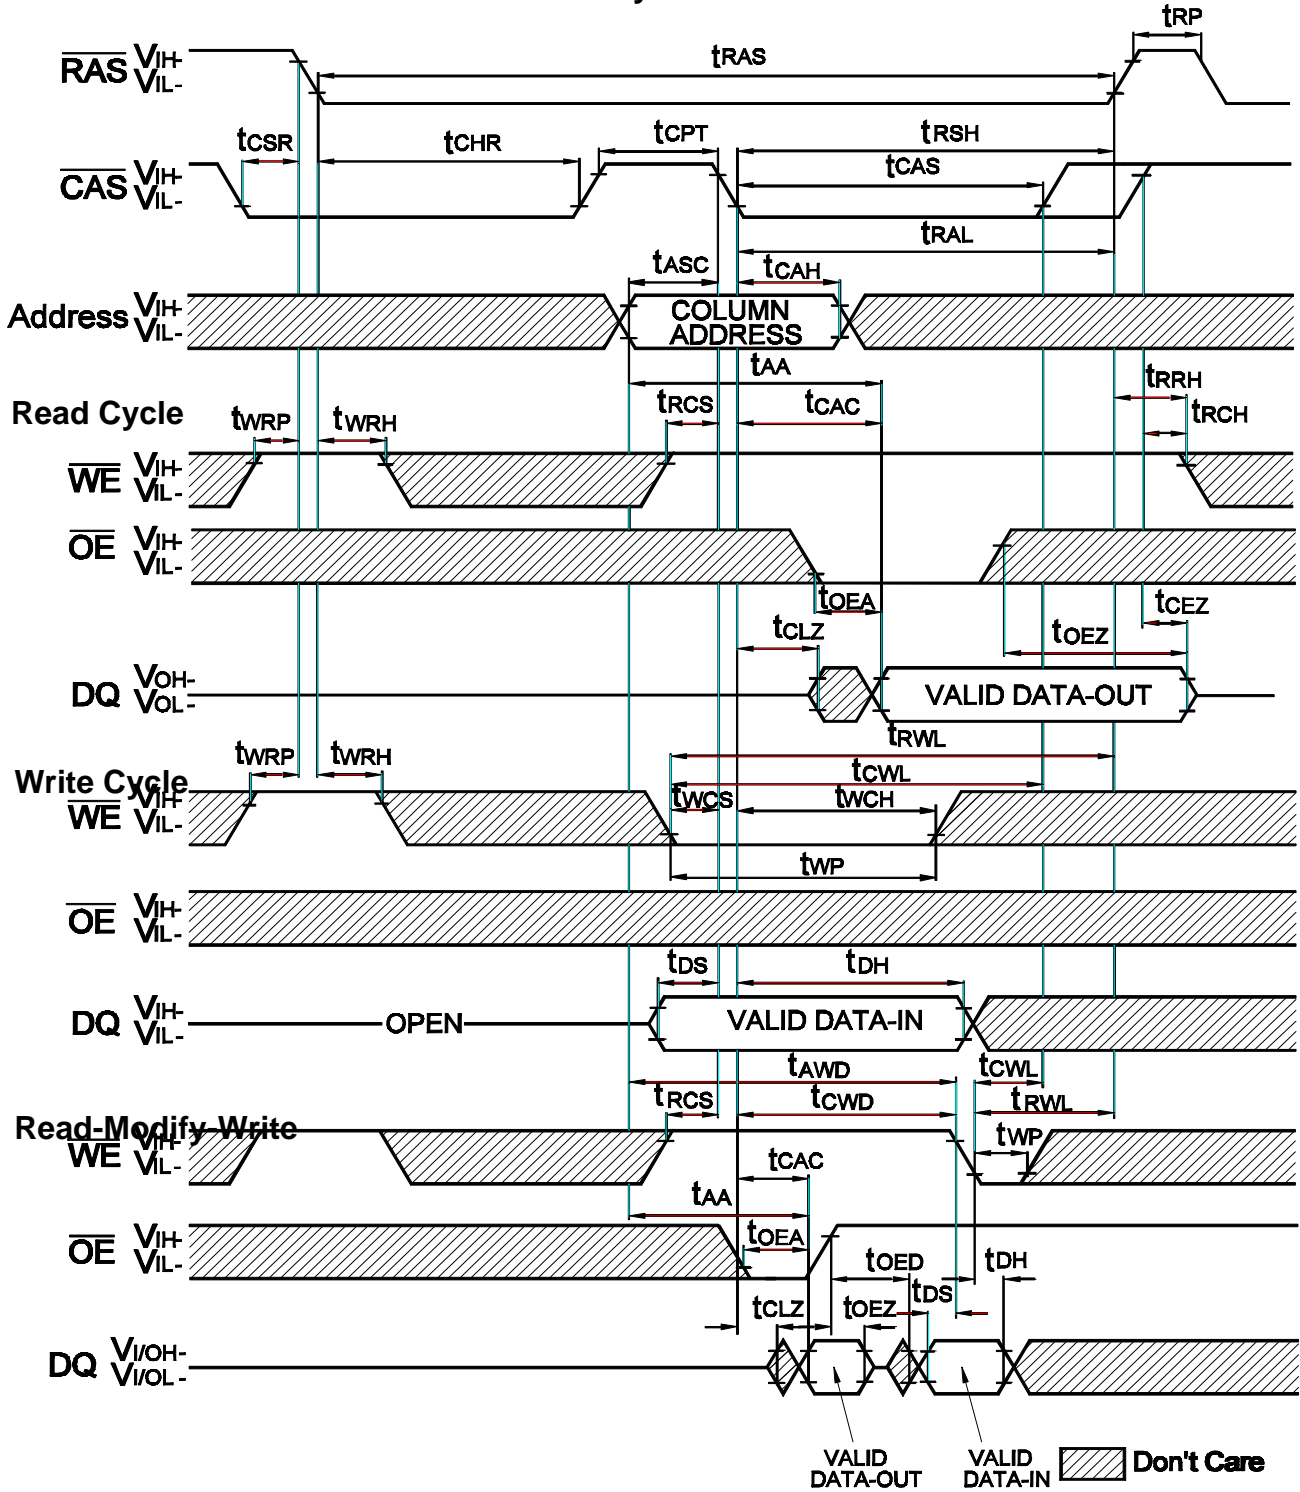 y
tRP
RAS VIH-
VIL-
tRAS
tCSR tCHR tCPT tRSH
CAS VIH-
VIL-
tCAS
tRAL
tASC tCAH
Address VIH-
VIL-
COLUMN
ADDRESS
tAA tRRH
Read Cycle tWRP tWRH tRCS tCAC tRCH
WE VIH-
VIL-
OE VIH-
VIL-
tOEA tCEZ
tCLZ tOEZ
DQ VOH-
VOL-
VALID DATA-OUT
tRWL
tWRP tWRH tCWL
Write Cycle
WE VIH-
VIL-
tWCS tWCH
tWP
OE VIH-
VIL-
tDS tDH
DQ VIH-
VIL-
OPEN VALID DATA-IN
tAWD tCWL
tRCS tCWD tRWL
Read-Modify-Write
WE VIH-
VIL-
tWP
tCAC
tAA
OE VIH-
VIL-
tOEA tOED tDH
tCLZ tOEZ tDS
DQ VI/OH-
VI/OL-
VALID
DATA-OUT
VALID
DATA-IN
Don't Care